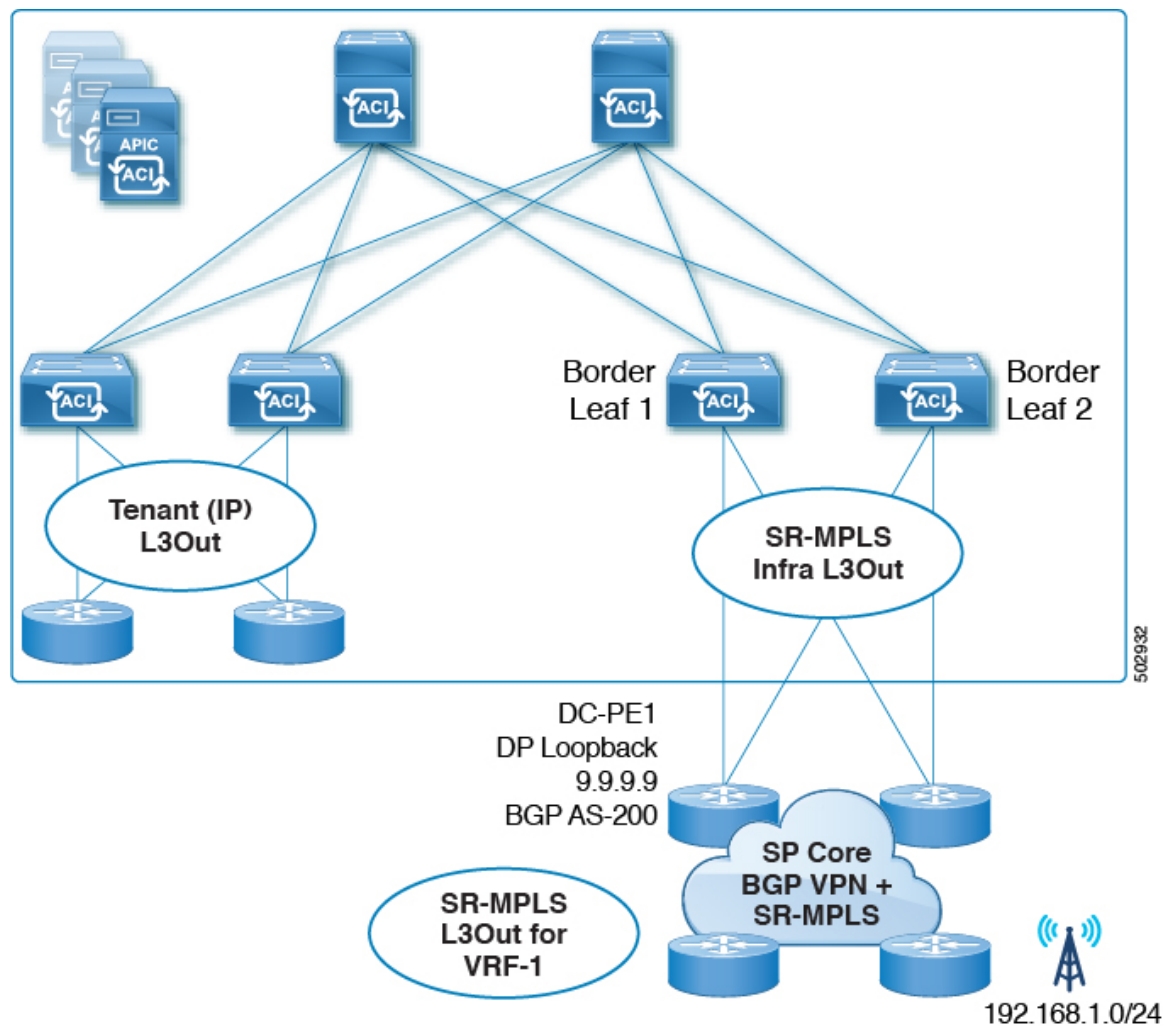 ACI
ACI
APIC
ACI
ACI
ACI
Border
Leaf 1
ACI
ACI
Border
Leaf 2
Tenant (IP)
L3Out
SR-MPLS
Infra L3Out
502932
DC-PE1
DP Loopback
9.9.9.9
BGP AS-200
SP Core
BGP VPN +
SR-MPLS
SR-MPLS
L3Out for
VRF-1
192.168.1.0/24